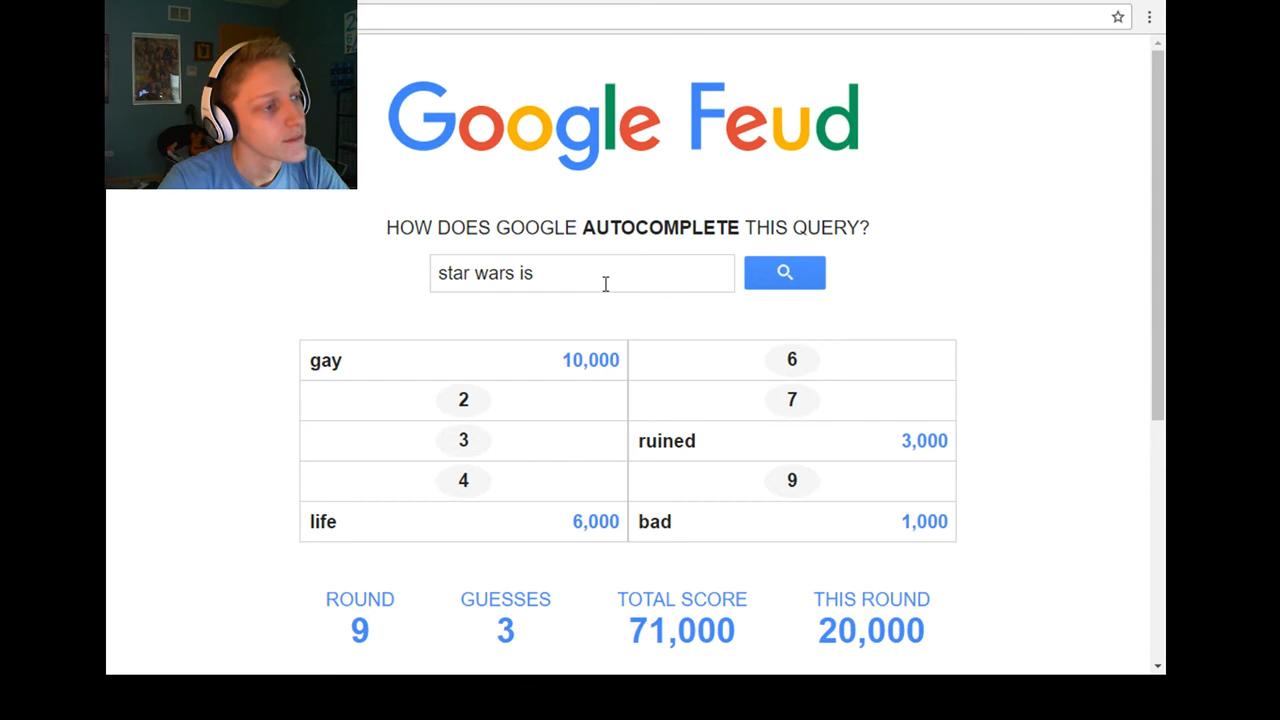 Google Feud
HOW DOES GOOGLE AUTOCOMPLETE THIS QUERY?
star wars is
gay 10,000 6
2 7
3 ruined 3,000
4 9
life 6,000 bad 1,000
ROUND GUESSES TOTAL SCORE THIS ROUND
9 3 71,000 20,000